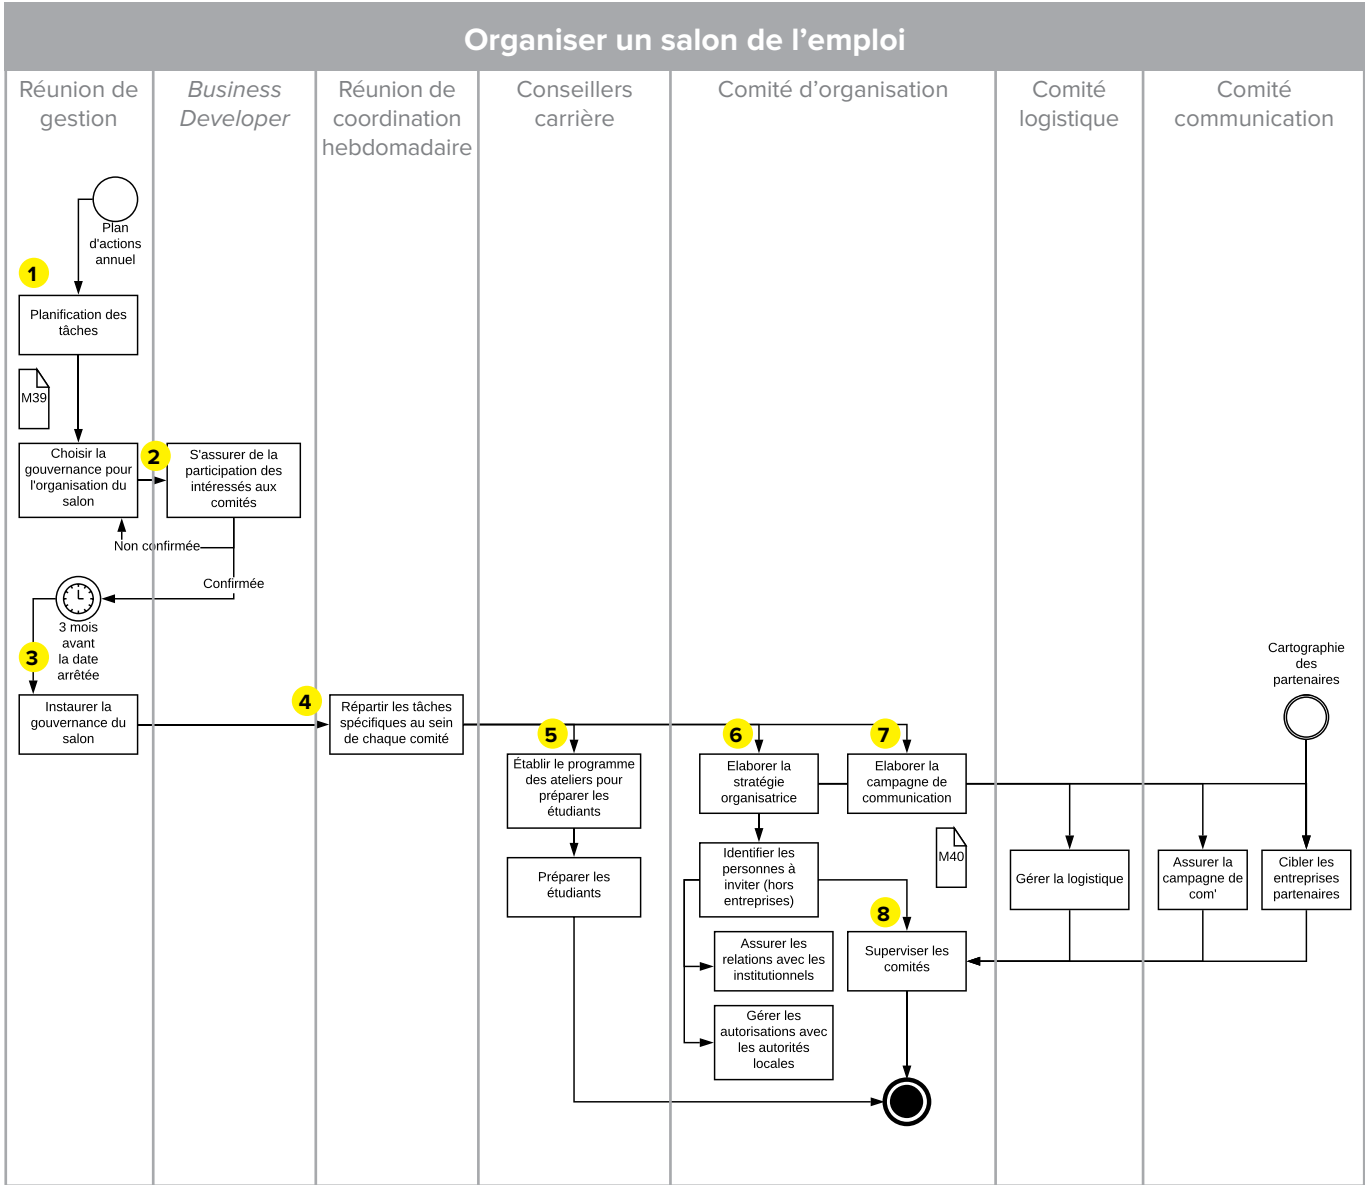 Organiser un salon de l'emploi
Réunion de
gestion
Business
Developer
Réunion de
coordination
hebdomadaire
Conseillers
carrière
Comité d'organisation
Comité
logistique
Comité
communication
Plan
d'actions
annuel
1
Planification des
tâches
M39
Choisir la
gouvernance pour
l'organisation du
salon
2
S'assurer de la
participation des
intéressés aux
comités
Non confirmée
Confirmée
3 mois
avant
la date
arrêtée
3
Instaurer la
gouvernance du
salon
4
Répartir les tâches
spécifiques au sein
de chaque comité
5
Établir le programme
des ateliers pour
préparer les
étudiants
Préparer les
étudiants
6
Elaborer la
stratégie
organisatrice
7
Elaborer la
campagne de
communication
M40
Identifier les
personnes à
inviter (hors
entreprises)
8
Assurer les
relations avec les
institutionnels
Superviser les
comités
Gérer les
autorisations avec
les autorités
locales
Gérer la logistique
Cartographie
des
partenaires
Assurer la
campagne de
com'
Cibler les
entreprises
partenaires